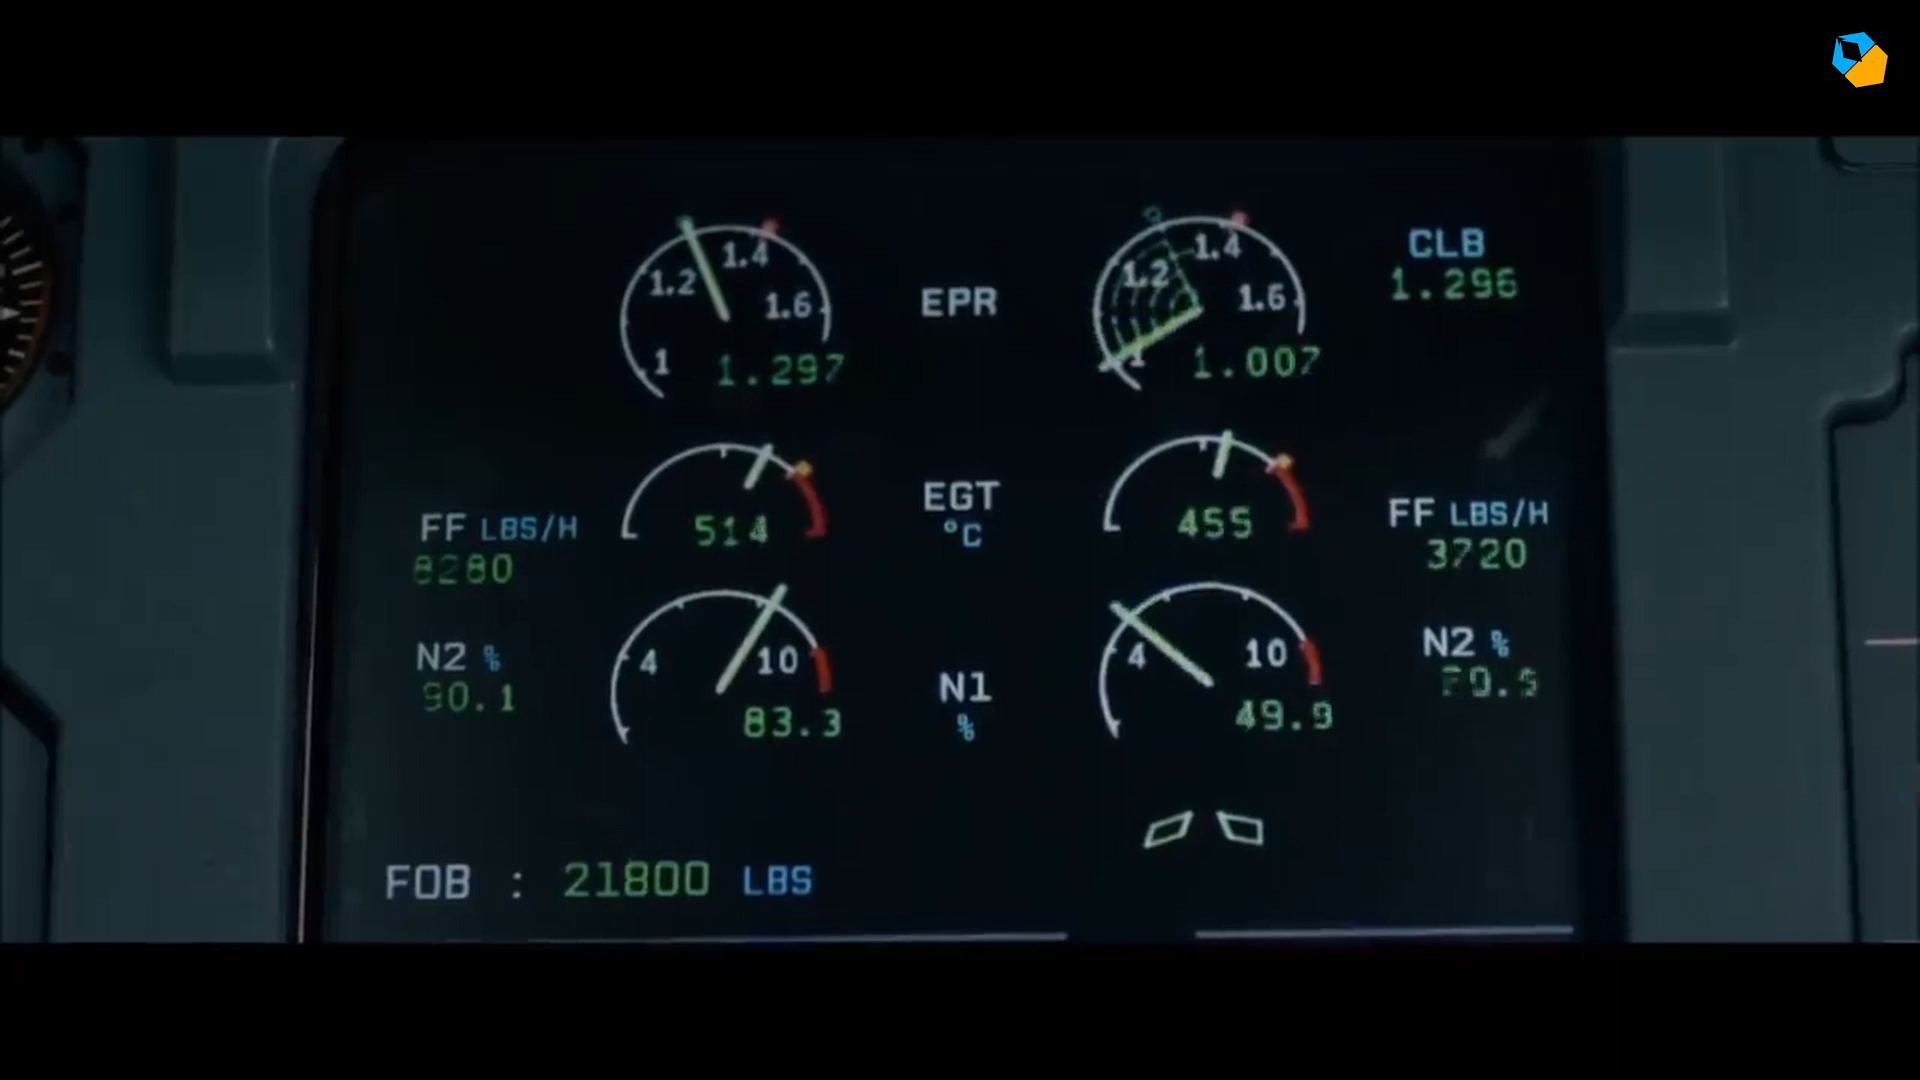 1.2 1.4 1.6 1
1.297
EPR
1.2 1.4 1.6 1
1.007
CLB
1.296
514
EGT
°C
455
FF LBS/H
8280
FF LBS/H
3720
N2 %
90.1
4 10
83.3
N1
%
4 10
49.9
N2 %
FOB : 21800 LBS